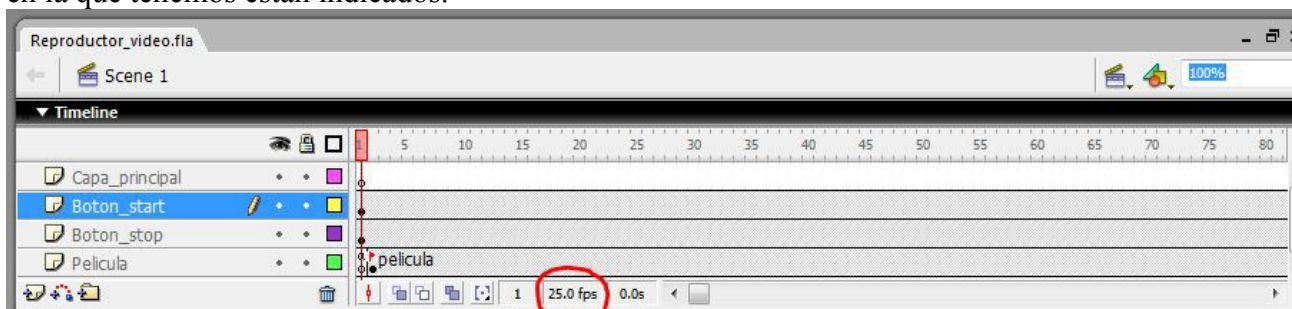 en la que tenemos están indicados.
Reproductor_video.fla
Scene 1
100%
Timeline
1 5 10 15 20 25 30 35 40 45 50 55 60 65 70 75 80
Capa_principal
Boton_start
Boton_stop
Pelicula
pelicula
1 25.0 fps 0.0s